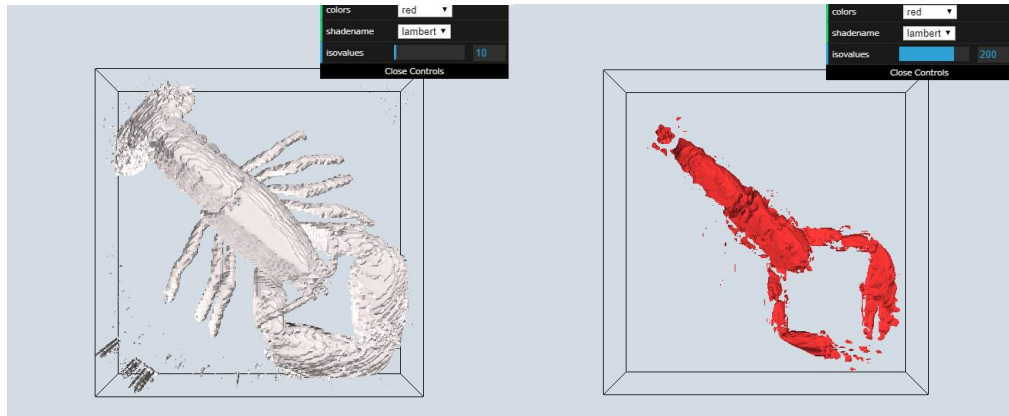 colors red
shadename lambert
isovalues 10
Close Controls
colors red
shadename lambert
isovalues 200
Close Controls